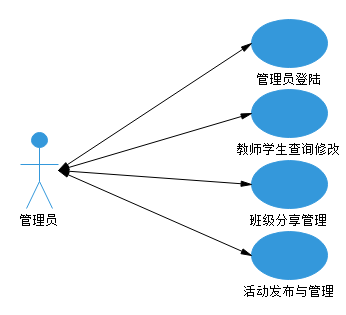 管理员登陆
教师学生查询修改
管理员
班级分享管理
活动发布与管理